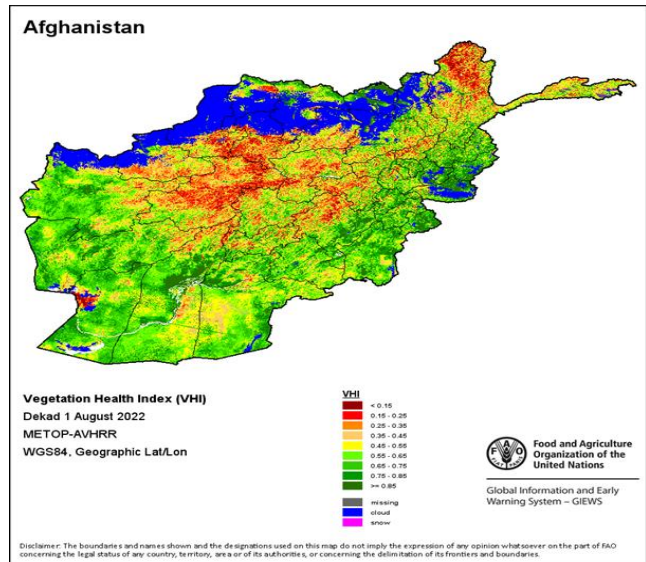 Afghanistan
Vegetation Health Index (VHI)
Dekad 1 August 2022
METOP-AVHRR
WGS84, Geographic Lat/Lon
VHI
< 0.15
0.15 - 0.25
0.25 - 0.35
0.35 - 0.45
0.45 - 0.55
0.55 - 0.65
0.65 - 0.75
0.75 - 0.85
>= 0.85
missing
cloud
snow
FAO
FIAT PANIS
Food and Agriculture
Organization of the
United Nations
Global Information and Early
Warning System – GIEWS
Disclaimer: The boundaries and names shown and the designations used on this map do not imply the expression of any opinion whatsoever on the part of FAO
concerning the legal status of any country, territory, area or of its authorities, or concerning the delimitation of its frontiers and boundaries.